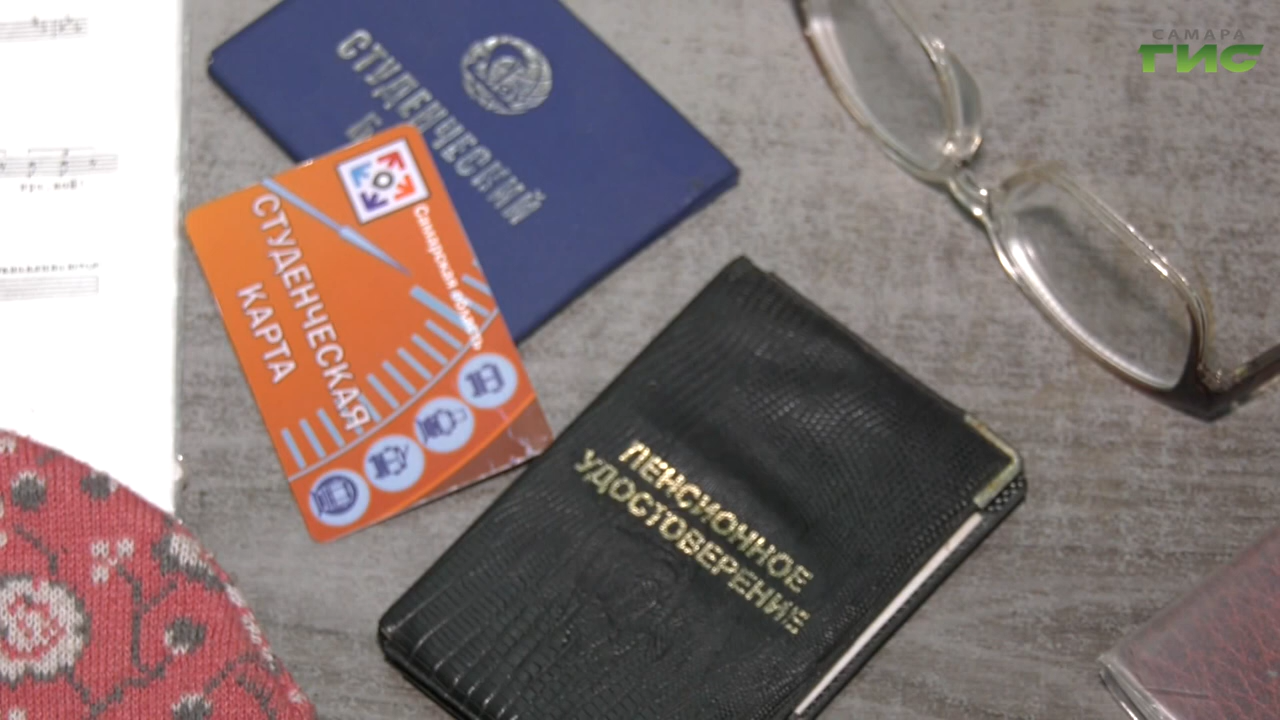 САМАРА
ГИС
СТУДЕНЧЕСКИЙ
Самарская область
СТУДЕНЧЕСКАЯ
КАРТА
ПЕНСИОННОЕ
УДОСТОВЕРЕНИЕ